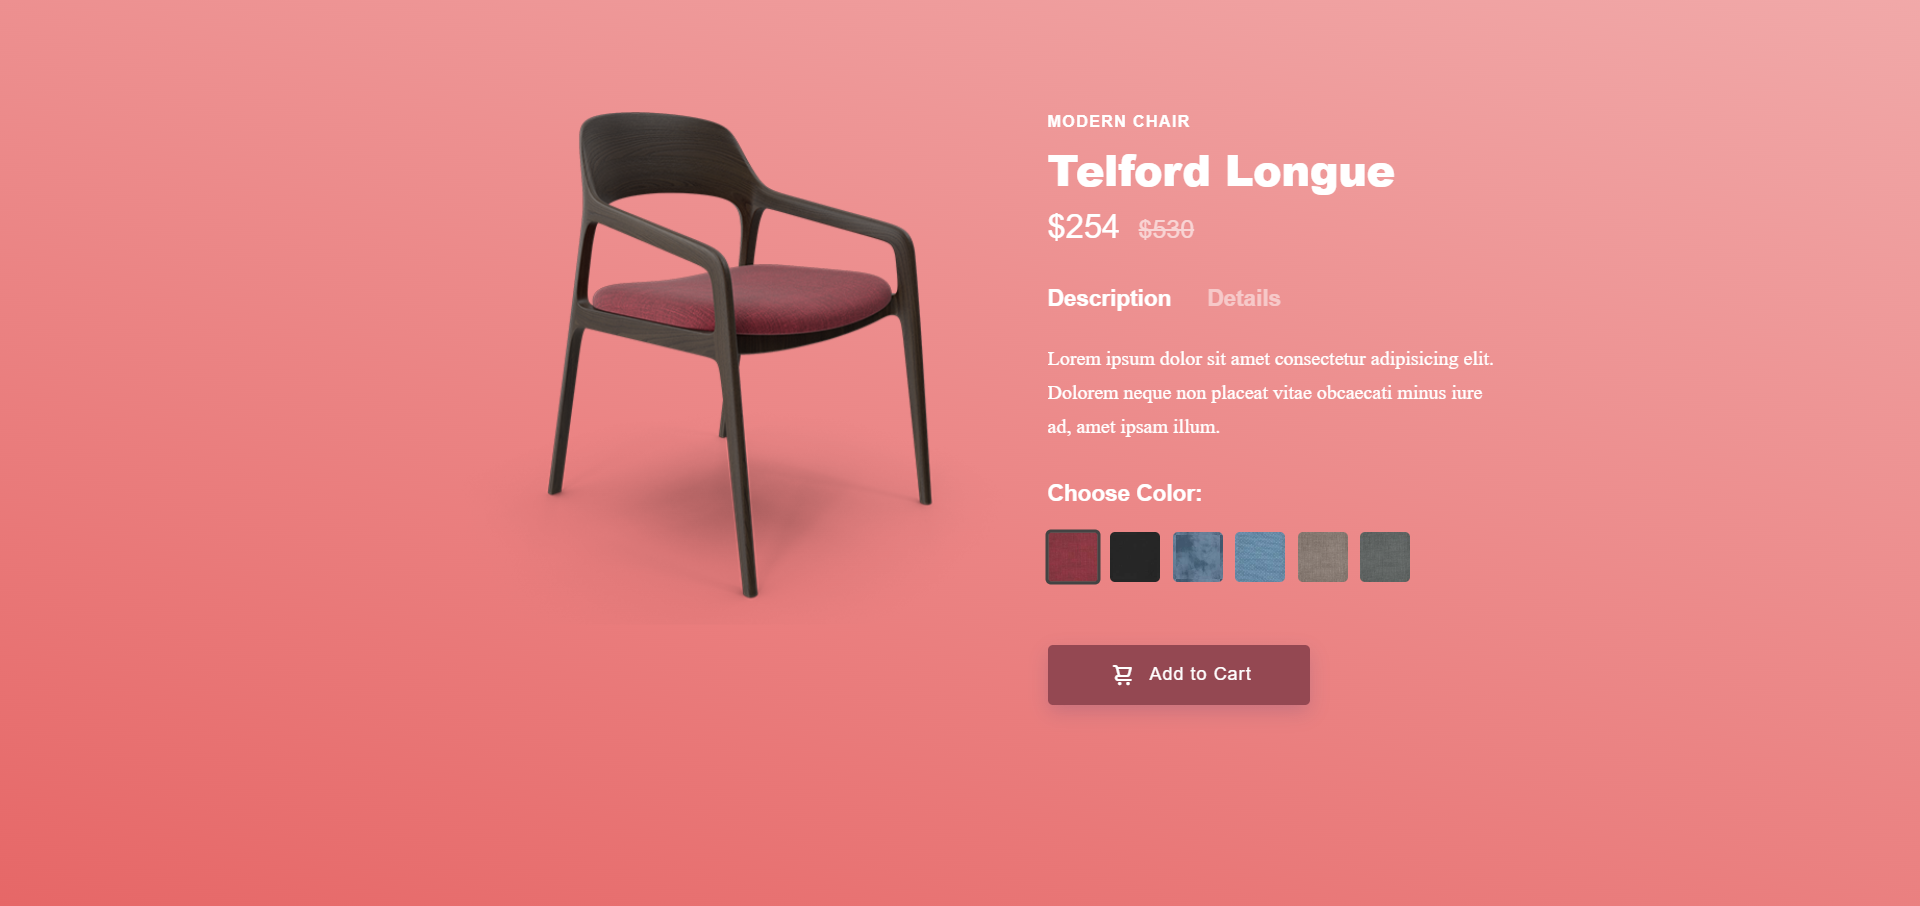 MODERN CHAIR
Telford Longue
$254 $530
Description Details
Lorem ipsum dolor sit amet consectetur adipisicing elit.
Dolorem neque non placeat vitae obcaecati minus iure
ad, amet ipsam illum.
Choose Color:
Add to Cart